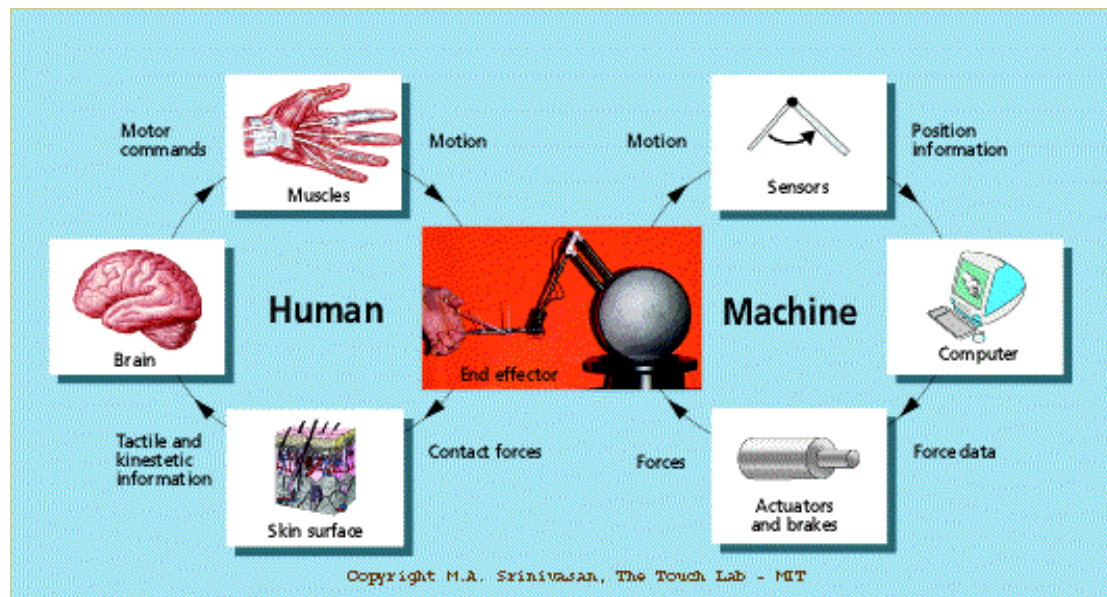 Motor
commands
Muscles
Motion
Motion
Sensors
Position
information
Brain
Human
End effector
Machine
Computer
Tactile and
kinestetic
information
Skin surface
Contact forces
Forces
Actuators
and brakes
Force data
Copyright M.A. Srinivasan, The Touch Lab - MIT